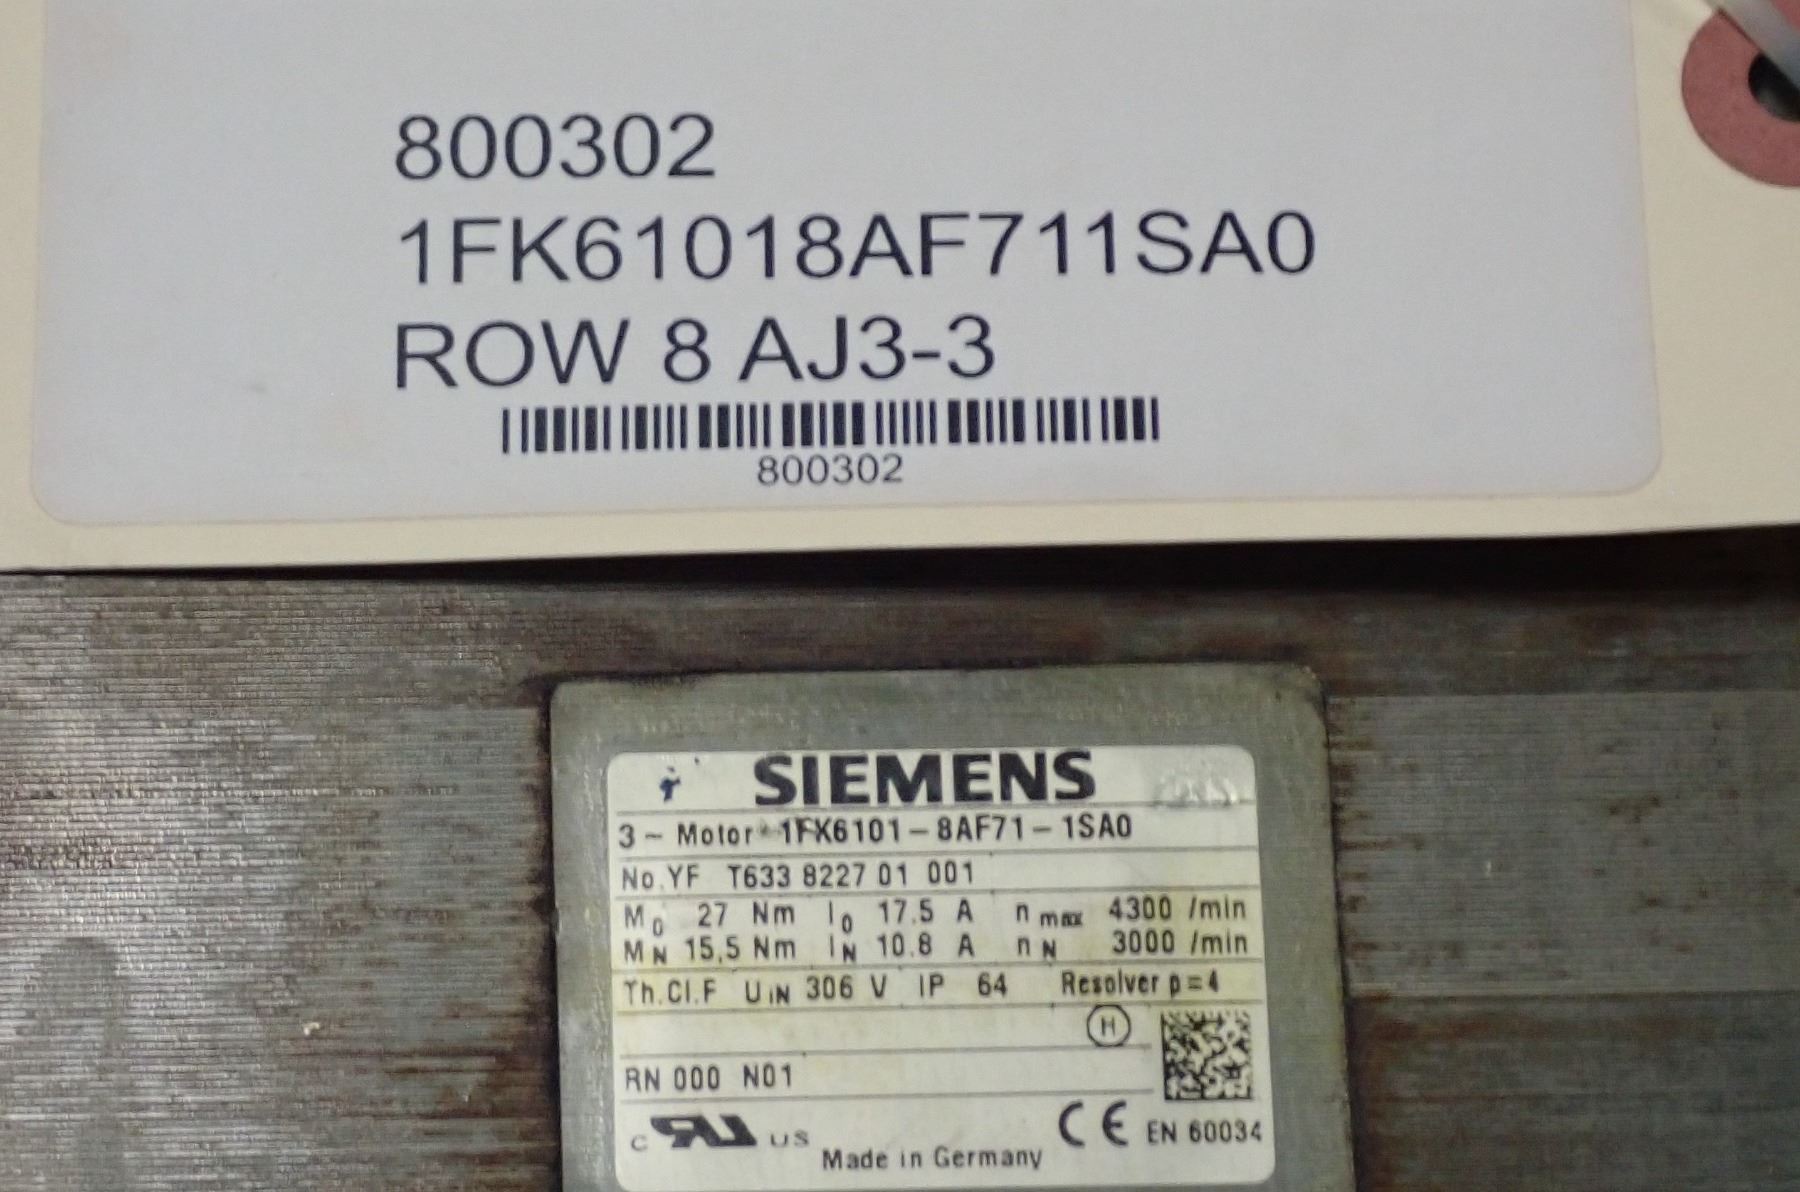 800302
1FK61018AF711SA0
ROW 8 AJ3-3
800302
SIEMENS
3 ~ Motor 1FK6101-8AF71-1SA0
No.YF T633 8227 01 001
M0 27 Nm I0 17.5 A n max 4300 /min
MN 15,5 Nm IN 10.8 A n N 3000 /min
Th.Cl.F UIN 306 V IP 64 Resolver p=4
H
RN 000 N01
C US CE EN 60034
Made in Germany